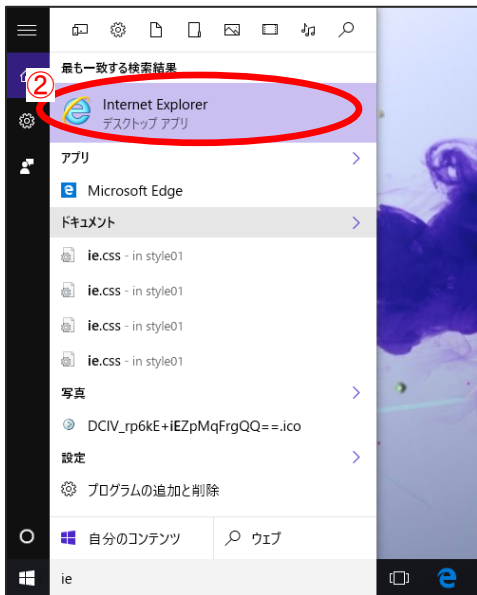 最も一致する検索結果
②
Internet Explorer
デスクトップ アプリ
アプリ
Microsoft Edge
ドキュメント
ie.css - in style01
ie.css - in style01
ie.css - in style01
ie.css - in style01
写真
DCIV_rp6kE+iEZpMqFrgQQ==.ico
設定
プログラムの追加と削除
自分のコンテンツ
ウェブ
ie